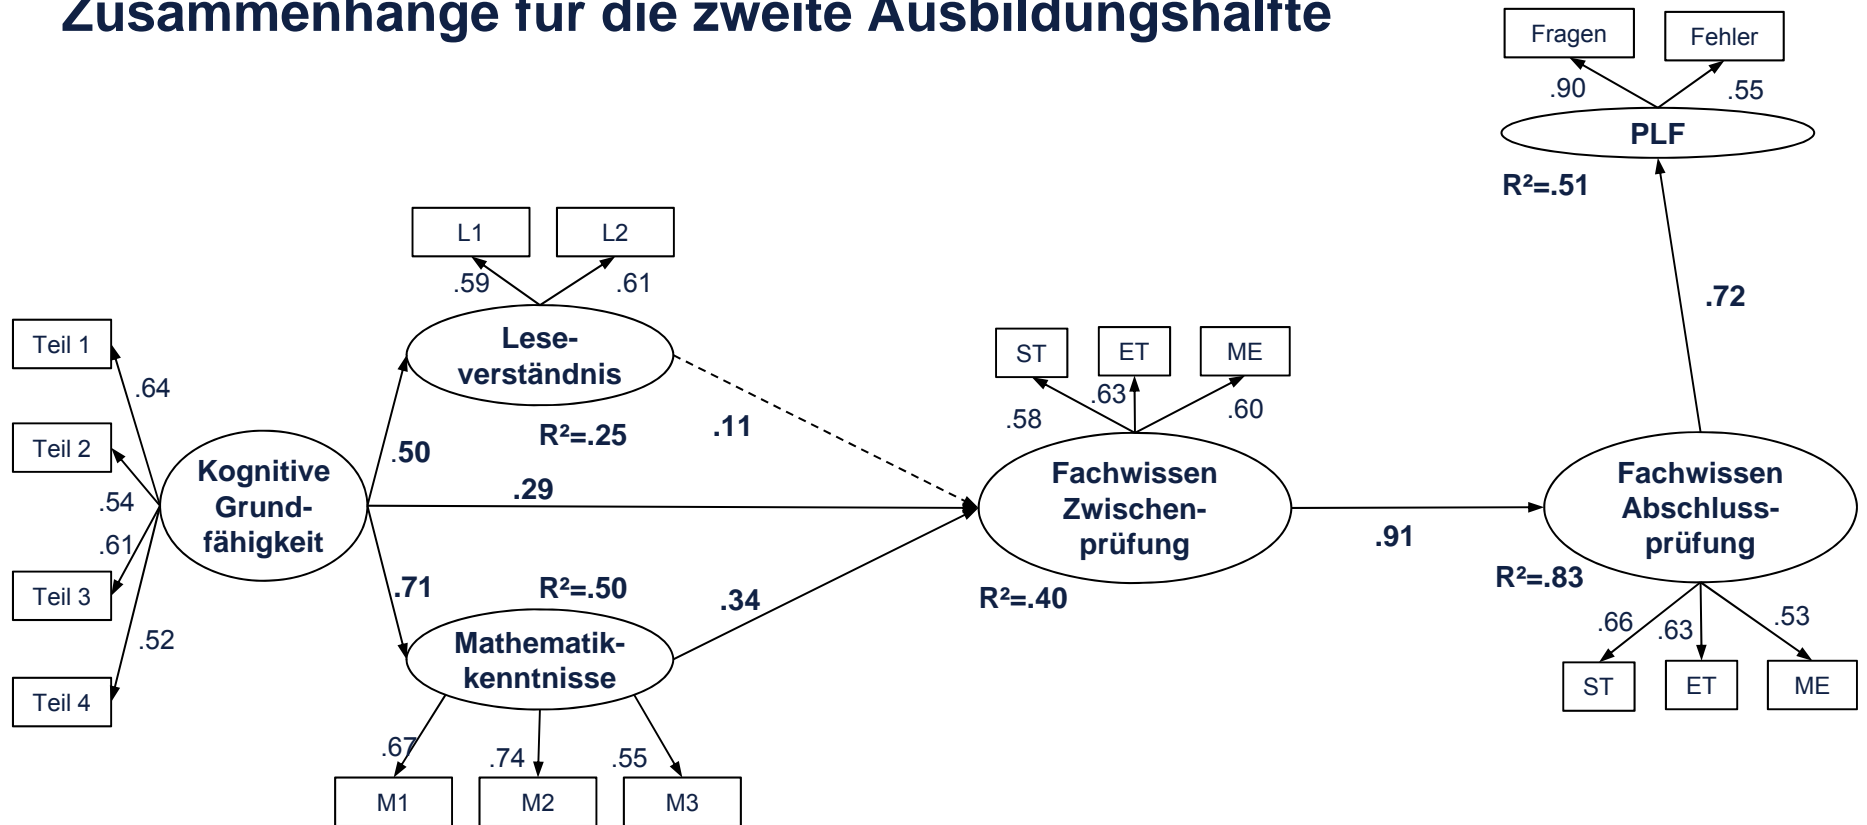 Zusammenhänge für die zweite Ausbildungshälfte
Fragen
Fehler
.90
.55
PLF
R²=.51
.72
L1
L2
.59
.61
Lese-
verständnis
R²=.25
.50
.11
Teil 1
Teil 2
Teil 3
Teil 4
.64
.54
.61
.52
Kognitive
Grund-
fähigkeit
.29
.71
R²=.50
.34
Mathematik-
kenntnisse
.67
.74
.55
M1
M2
M3
ST
ET
ME
.58
.63
.60
Fachwissen
Zwischen-
prüfung
R²=.40
.91
Fachwissen
Abschluss-
prüfung
R²=.83
.66
.63
.53
ST
ET
ME